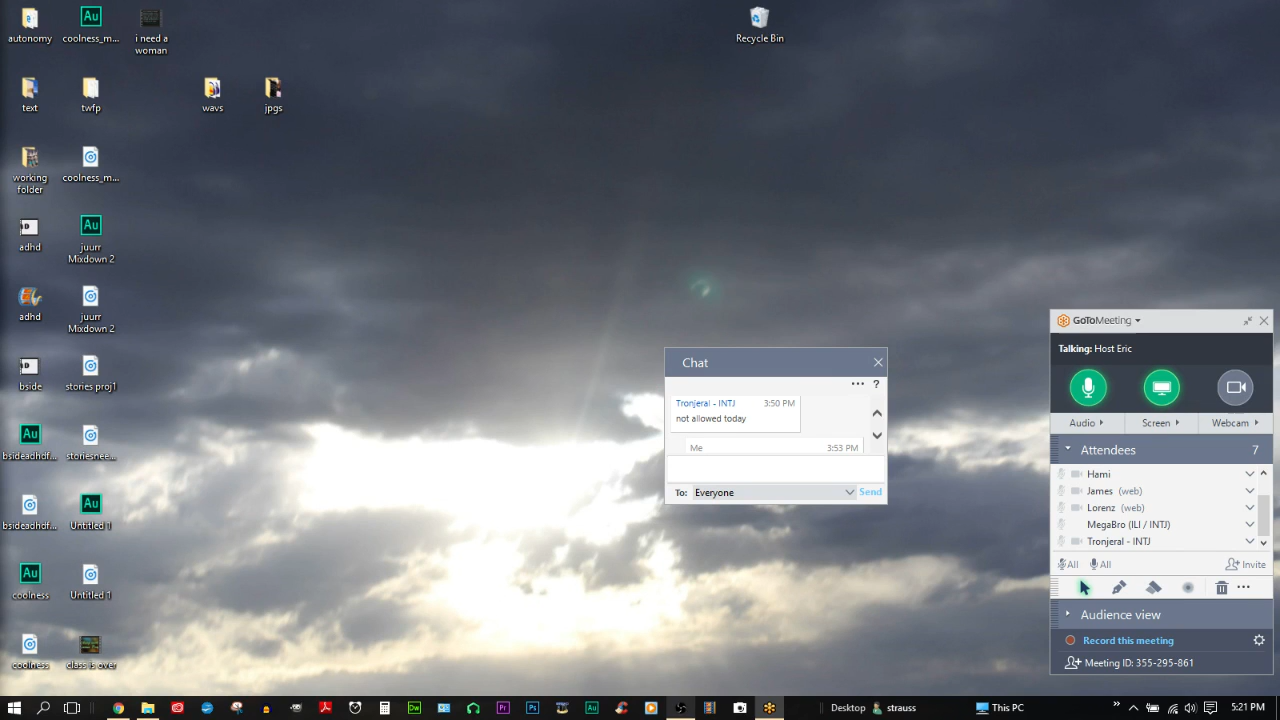 autonomy
coolness_m...
i need a
woman
Recycle Bin
text
twfp
wavs
jpgs
working
folder
coolness_m...
adhd
juurr
Mixdown 2
adhd
juurr
Mixdown 2
bside
stories proj1
bsideadhdf...
storiesnee...
bsideadhdf...
Untitled 1
coolness
Untitled 1
coolness
class is over
Chat
... ?
Tronjeral - INTJ 3:50 PM
not allowed today
Me 3:53 PM
To: Everyone Send
GoToMeeting
Talking: Host Eric
Audio Screen Webcam
Attendees 7
Hami
James (web)
Lorenz (web)
MegaBro (ILI / INTJ)
Tronjeral - INTJ
All All Invite
Audience view
Record this meeting
Meeting ID: 355-295-861
Desktop strauss This PC 5:21 PM